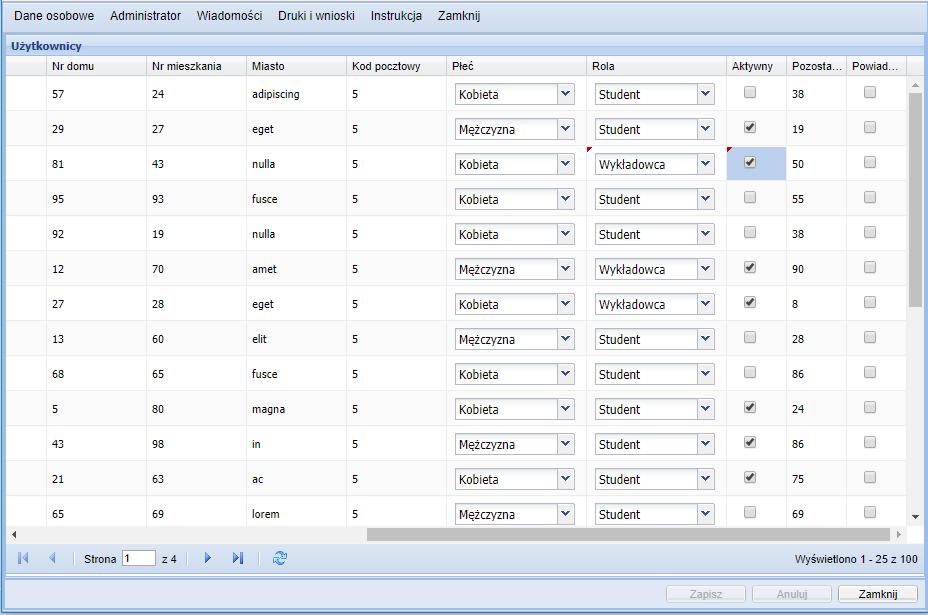 Dane osobowe Administrator Wiadomości Druki i wnioski Instrukcja Zamknij
Użytkownicy
Nr domu Nr mieszkania Miasto Kod pocztowy Płeć Rola Aktywny Pozosta... Powiad...
57 24 adipiscing 5 Kobieta Student 38
29 27 eget 5 Mężczyzna Student 19
81 43 nulla 5 Kobieta Wykładowca 50
95 93 fusce 5 Kobieta Student 55
92 19 nulla 5 Kobieta Student 38
12 70 amet 5 Mężczyzna Wykładowca 90
27 28 eget 5 Kobieta Wykładowca 8
13 60 elit 5 Mężczyzna Student 28
68 65 fusce 5 Kobieta Student 86
5 80 magna 5 Kobieta Student 24
43 98 in 5 Mężczyzna Student 86
21 63 ac 5 Kobieta Student 75
65 69 lorem 5 Mężczyzna Student 69
Strona 1 z 4 Wyświetlono 1 - 25 z 100
Zapisz Anuluj Zamknij